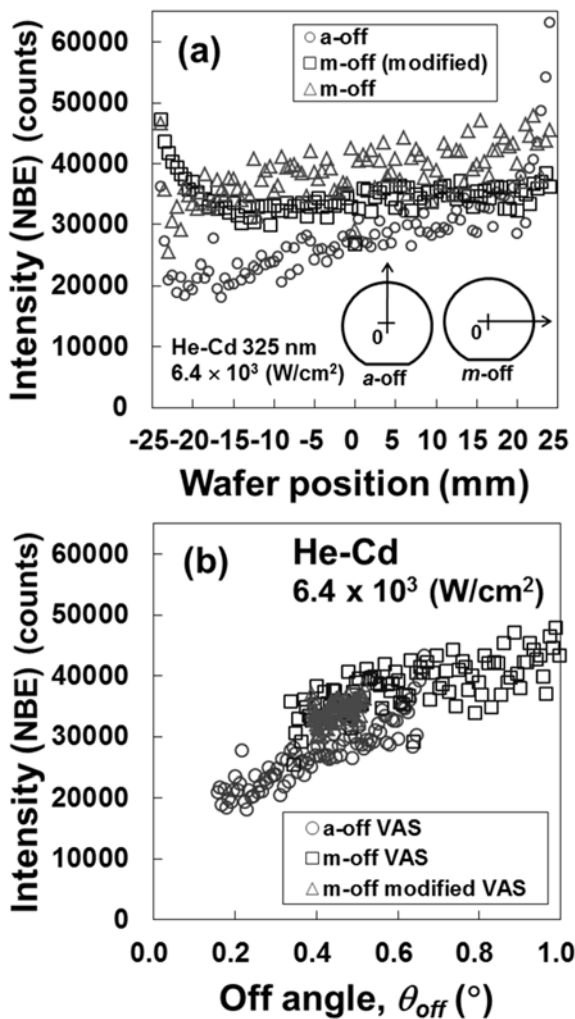 (a)
a-off
m-off (modified)
m-off
60000
50000
40000
30000
20000
10000
0
Intensity (NBE) (counts)
He-Cd 325 nm
6.4 × 10³ (W/cm²)
0
a-off
0
m-off
-25 -20 -15 -10 -5 0 5 10 15 20 25
Wafer position (mm)
(b)
He-Cd
6.4 x 10³ (W/cm²)
60000
50000
40000
30000
20000
10000
0
Intensity (NBE) (counts)
a-off VAS
m-off VAS
m-off modified VAS
0.0 0.2 0.4 0.6 0.8 1.0
Off angle, θoff (°)